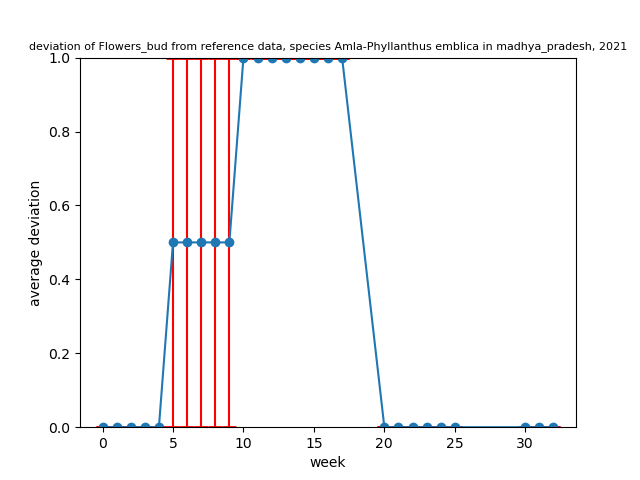 deviation of Flowers_bud from reference data, species Amla-Phyllanthus emblica in madhya_pradesh, 2021
1.0
0.8
0.6
0.4
0.2
0.0
average deviation
0 5 10 15 20 25 30
week